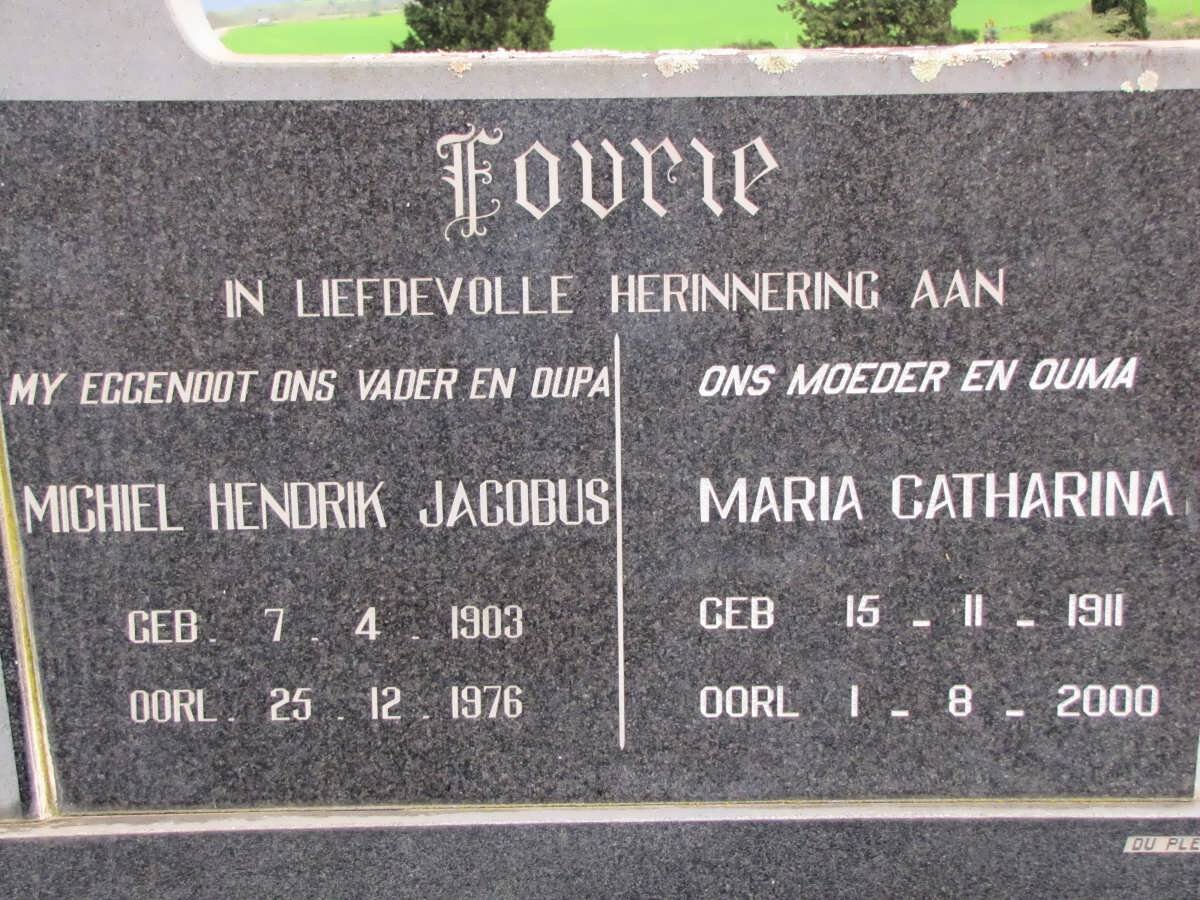 Fourie
IN LIEFDEVOLLE HERINNERING AAN
MY EGGENOOT ONS VADER EN OUPA
MICHIEL HENDRIK JACOBUS
GEB. 7 - 4 - 1903
OORL. 25 - 12 - 1976
ONS MOEDER EN OUMA
MARIA CATHARINA
GEB 15 - 11 - 1911
OORL 1 - 8 - 2000
DU PLE